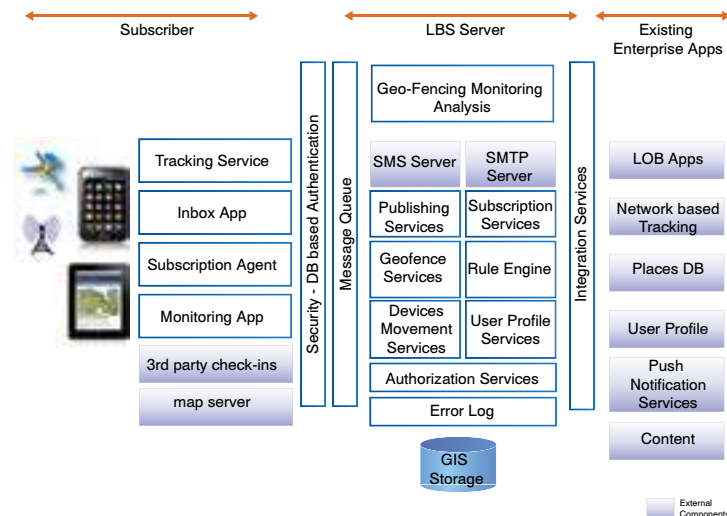 Subscriber
LBS Server
Existing
Enterprise Apps
Tracking Service
Inbox App
Subscription Agent
Monitoring App
3rd party check-ins
map server
Security - DB based Authentication
Message Queue
Geo-Fencing Monitoring
Analysis
SMS Server
SMTP
Server
Publishing
Services
Subscription
Services
Geofence
Services
Rule Engine
Devices
Movement
Services
User Profile
Services
Authorization Services
Error Log
GIS
Storage
Integration Services
LOB Apps
Network based
Tracking
Places DB
User Profile
Push
Notification
Services
Content
External
Components